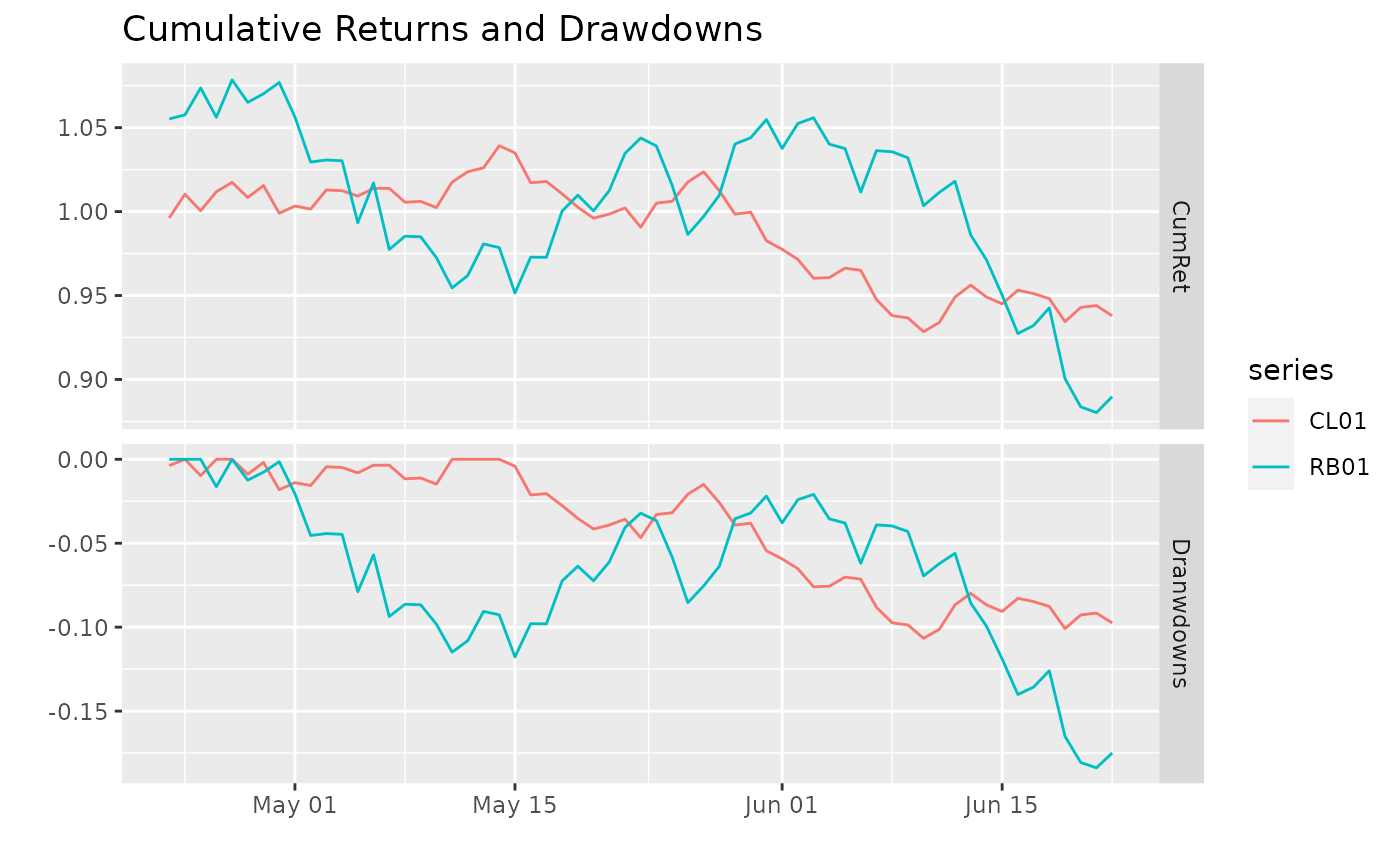 Cumulative Returns and Drawdowns
1.05
1.00
0.95
0.90
CumRet
0.00
-0.05
-0.10
-0.15
Dranwdowns
May 01
May 15
Jun 01
Jun 15
series
CL01
RB01